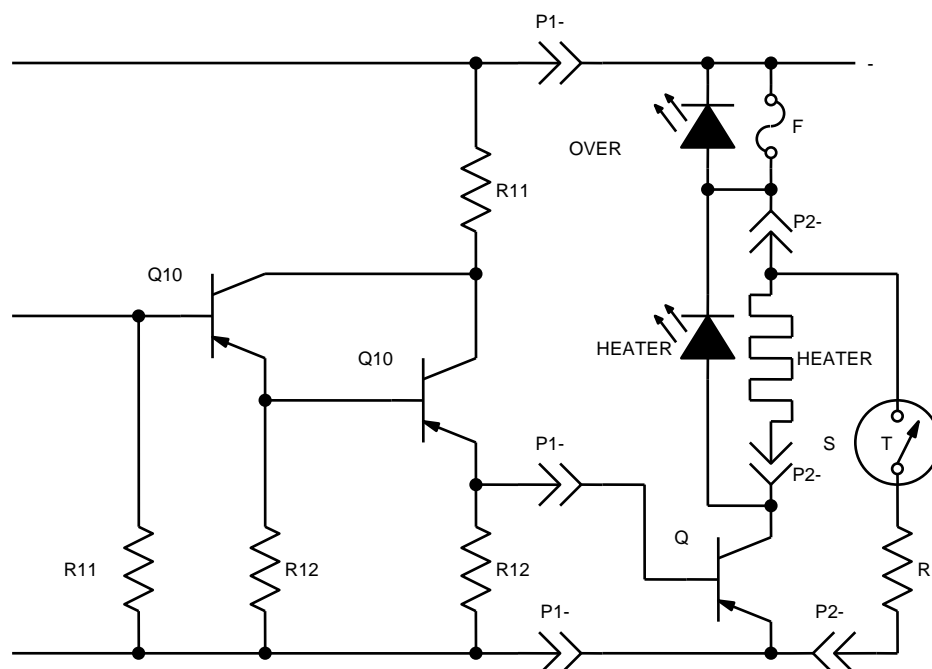 P1-
-
F
OVER
R11
P2-
Q10
Q10
HEATER
HEATER
P1-
S
T
P2-
Q
R11
R12
R12
R
P1-
P2-